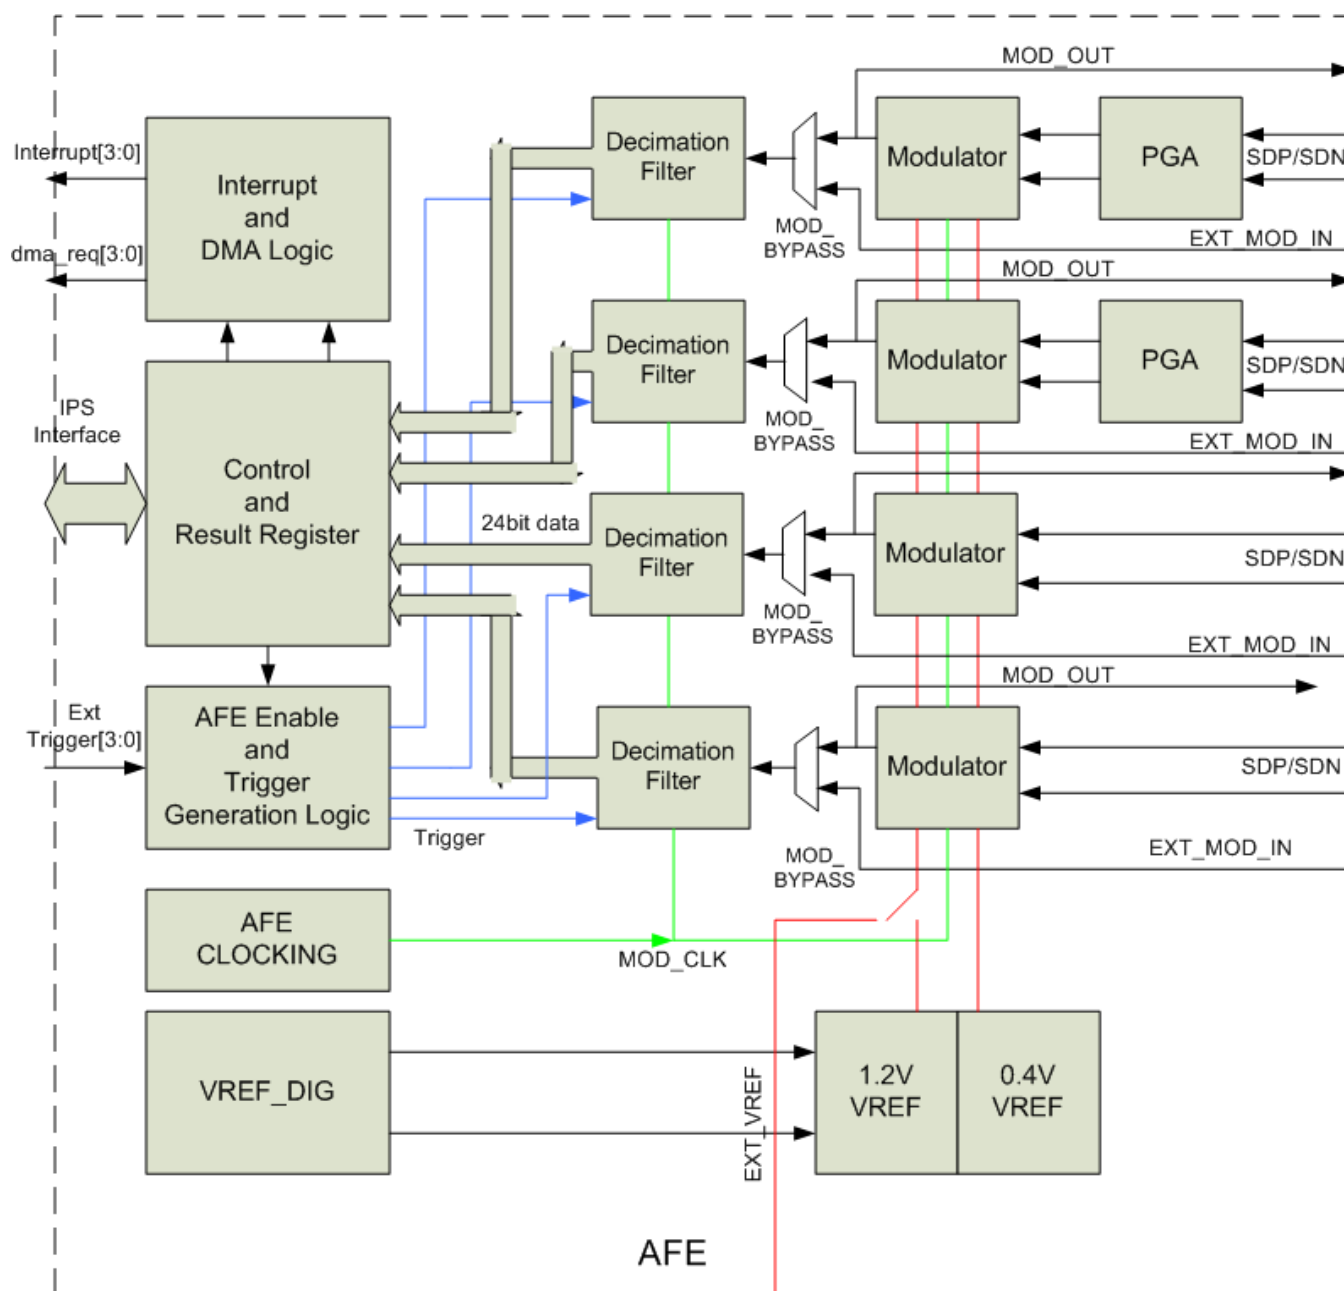 MOD_OUT
Interrupt[3:0]
Interrupt
and
DMA Logic
dma_req[3:0]
Decimation
Filter
MOD_
BYPASS
Modulator
PGA
SDP/SDN
EXT_MOD_IN
MOD_OUT
Decimation
Filter
MOD_
BYPASS
Modulator
PGA
SDP/SDN
EXT_MOD_IN
IPS
Interface
Control
and
Result Register
24bit data
Decimation
Filter
MOD_
BYPASS
Modulator
SDP/SDN
EXT_MOD_IN
MOD_OUT
Ext
Trigger[3:0]
AFE Enable
and
Trigger
Generation Logic
Trigger
Decimation
Filter
MOD_
BYPASS
Modulator
SDP/SDN
EXT_MOD_IN
AFE
CLOCKING
MOD_CLK
VREF_DIG
EXT_VREF
1.2V
VREF
0.4V
VREF
AFE